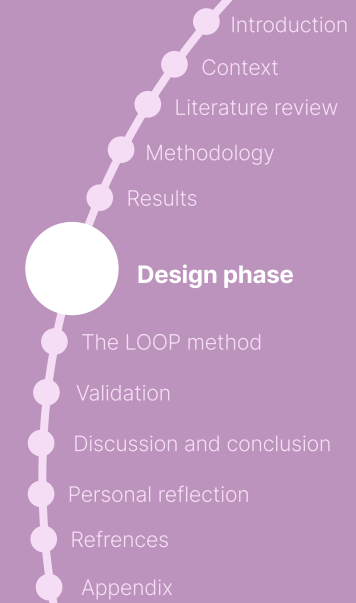 Introduction
Context
Literature review
Methodology
Results
Design phase
The LOOP method
Validation
Discussion and conclusion
Personal reflection
Refrences
Appendix